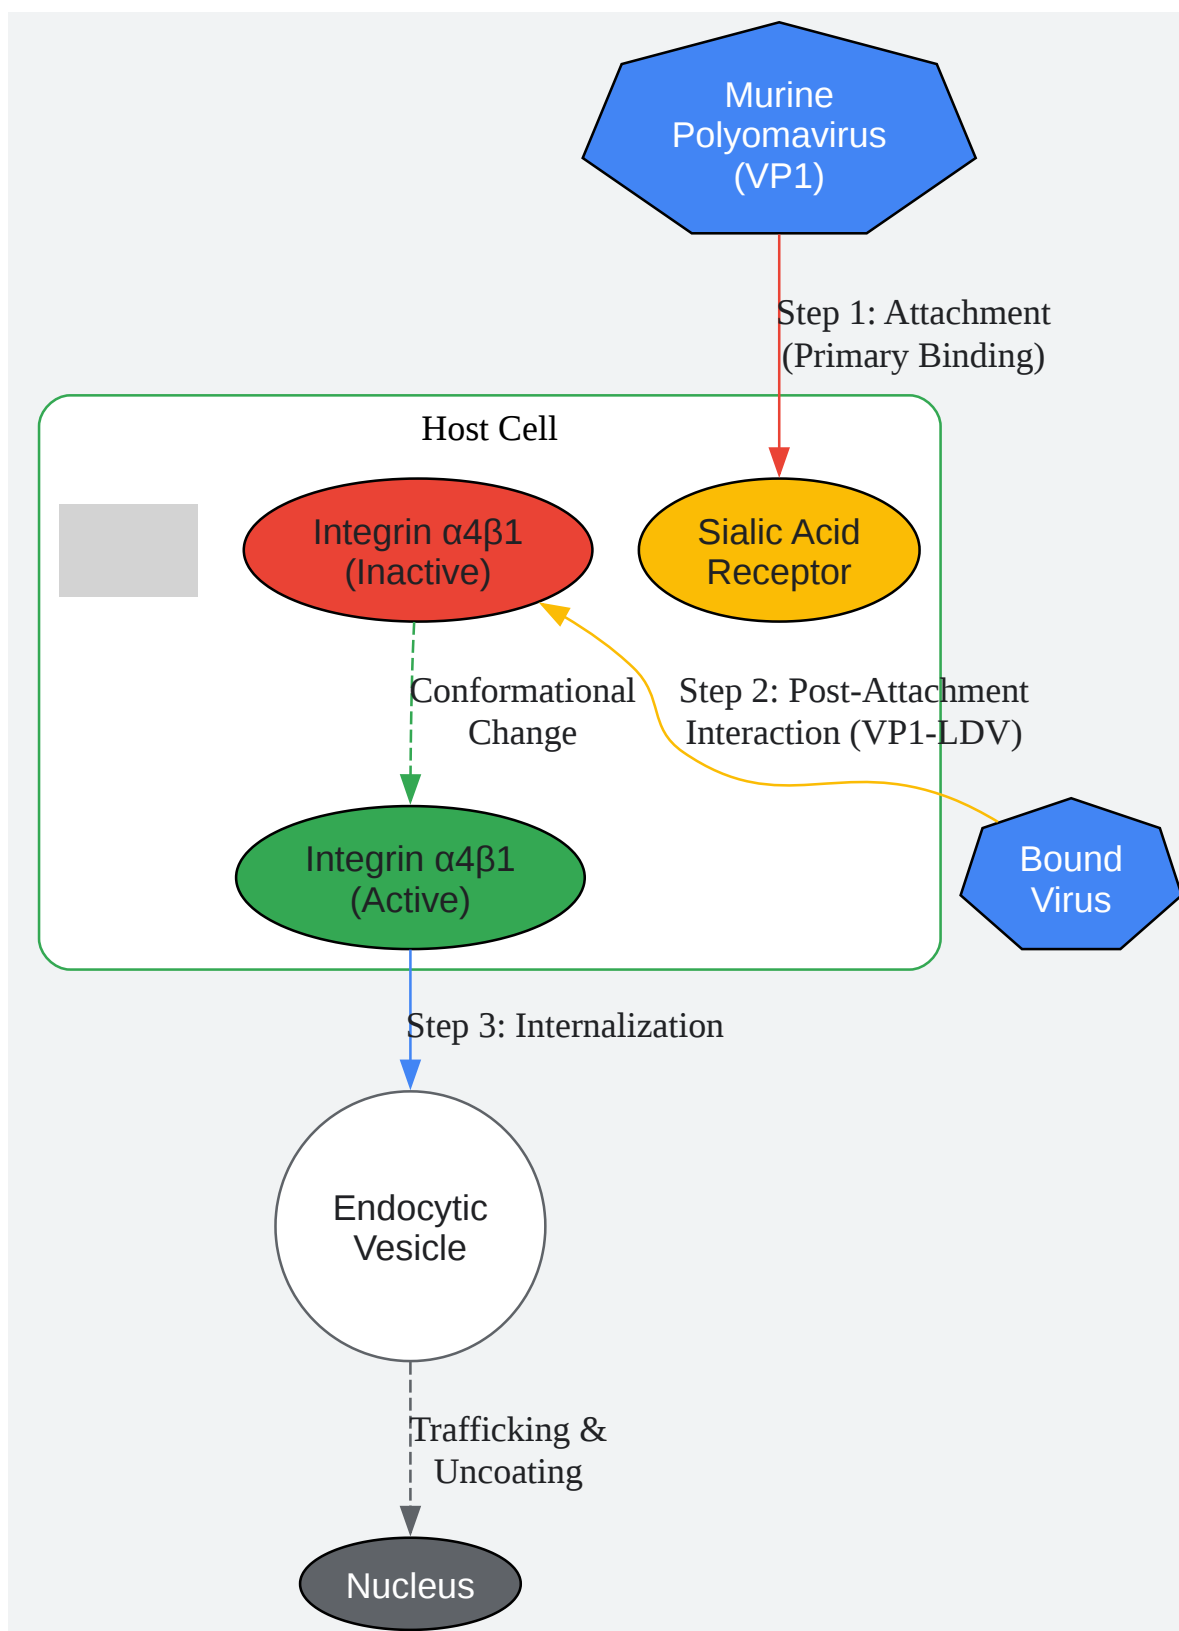 Murine
Polyomavirus
(VP1)
Step 1: Attachment
(Primary Binding)
Host Cell
Integrin α4β1
(Inactive)
Sialic Acid
Receptor
Conformational
Change
Step 2: Post-Attachment
Interaction (VP1-LDV)
Integrin α4β1
(Active)
Bound
Virus
Step 3: Internalization
Endocytic
Vesicle
Trafficking &
Uncoating
Nucleus